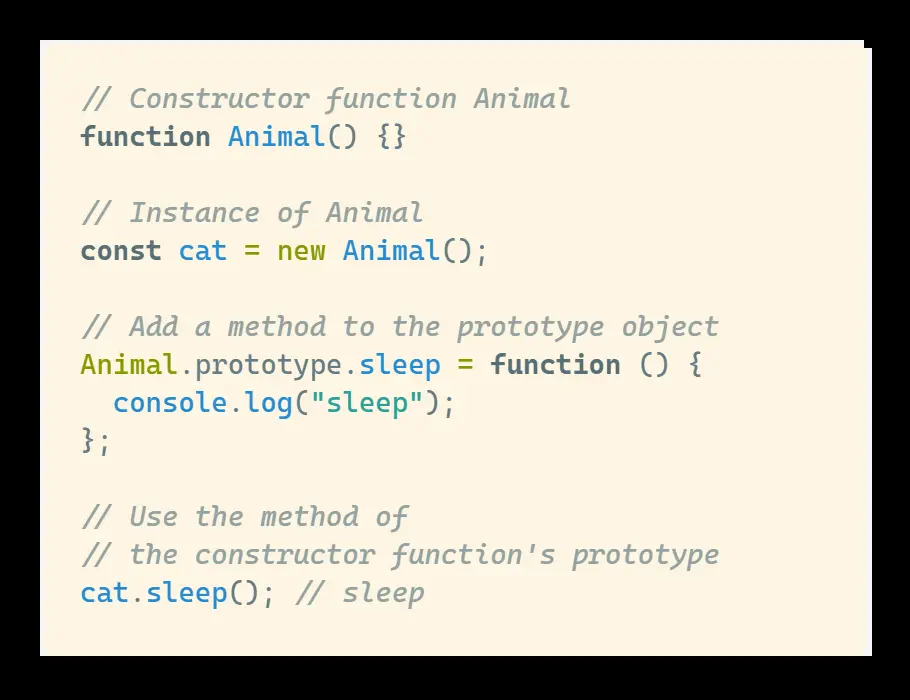 // Constructor function Animal
function Animal() {}
// Instance of Animal
const cat = new Animal();
// Add a method to the prototype object
Animal.prototype.sleep = function () {
  console.log("sleep");
};
// Use the method of
// the constructor function's prototype
cat.sleep(); // sleep